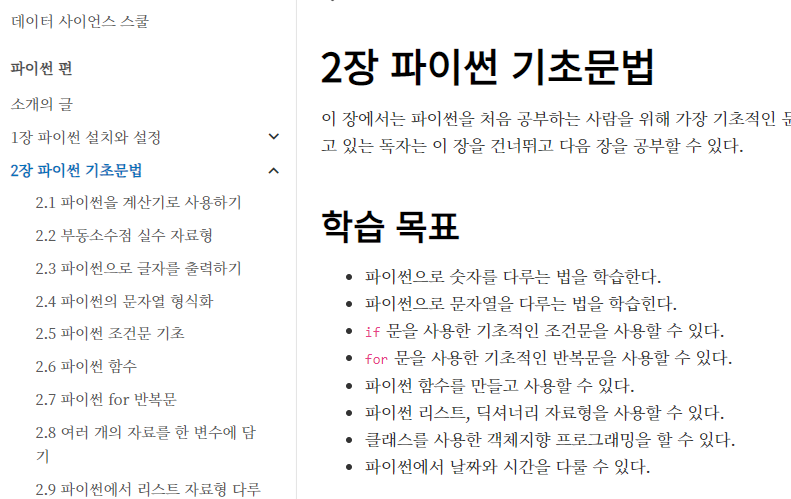 데이터 사이언스 스쿨
파이썬 편
소개의 글
1장 파이썬 설치와 설정
2장 파이썬 기초문법
2.1 파이썬을 계산기로 사용하기
2.2 부동소수점 실수 자료형
2.3 파이썬으로 글자를 출력하기
2.4 파이썬의 문자열 형식화
2.5 파이썬 조건문 기초
2.6 파이썬 함수
2.7 파이썬 for 반복문
2.8 여러 개의 자료를 한 변수에 담
기
2.9 파이썬에서 리스트 자료형 다루
2장 파이썬 기초문법
이 장에서는 파이썬을 처음 공부하는 사람을 위해 가장 기초적인
고 있는 독자는 이 장을 건너뛰고 다음 장을 공부할 수 있다.
학습 목표
파이썬으로 숫자를 다루는 법을 학습한다.
파이썬으로 문자열을 다루는 법을 학습힌다.
if 문을 사용한 기초적인 조건문을 사용할 수 있다.
for 문을 사용한 기초적인 반복문을 사용할 수 있다.
파이썬 함수를 만들고 사용할 수 있다.
파이썬 리스트, 딕셔너리 자료형을 사용할 수 있다.
클래스를 사용한 객체지향 프로그래밍을 할 수 있다.
파이썬에서 날짜와 시간을 다룰 수 있다.